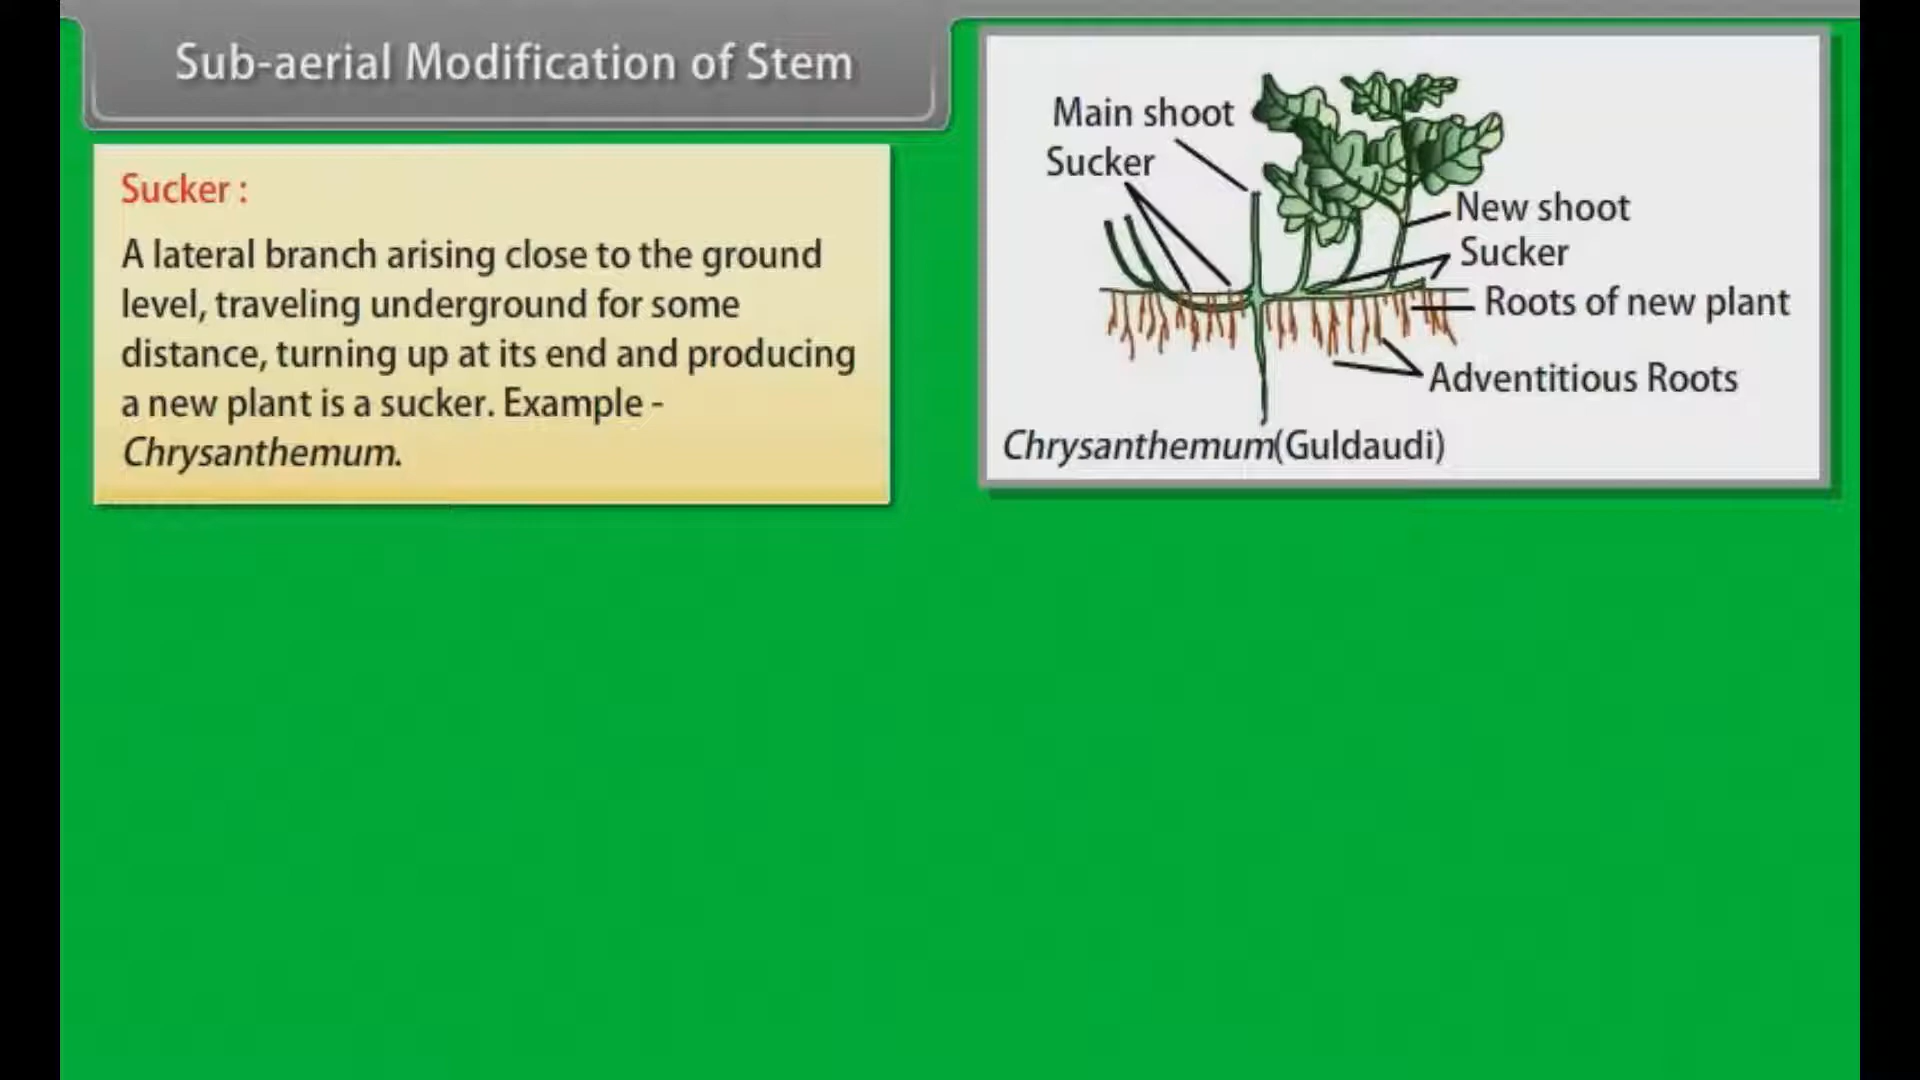 Sub-aerial Modification of Stem
Sucker :
A lateral branch arising close to the ground
level, traveling underground for some
distance, turning up at its end and producing
a new plant is a sucker. Example -
Chrysanthemum.
Main shoot
Sucker
New shoot
Sucker
Roots of new plant
Adventitious Roots
Chrysanthemum(Guldaudi)